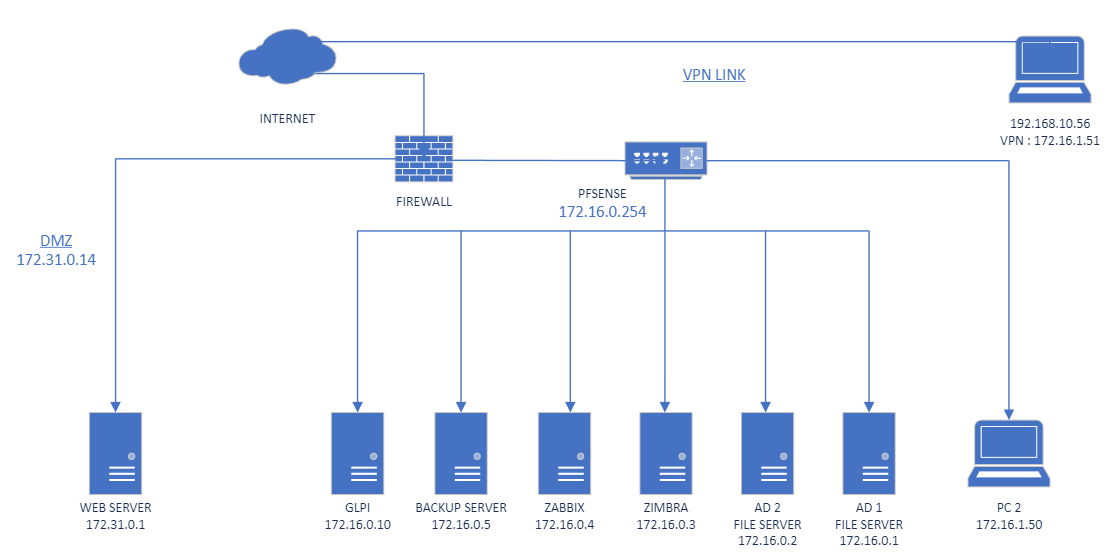 VPN LINK
INTERNET
192.168.10.56
VPN : 172.16.1.51
FIREWALL
PFSENSE
172.16.0.254
DMZ
172.31.0.14
WEB SERVER
172.31.0.1
GLPI
172.16.0.10
BACKUP SERVER
172.16.0.5
ZABBIX
172.16.0.4
ZIMBRA
172.16.0.3
AD 2
FILE SERVER
172.16.0.2
AD 1
FILE SERVER
172.16.0.1
PC 2
172.16.1.50